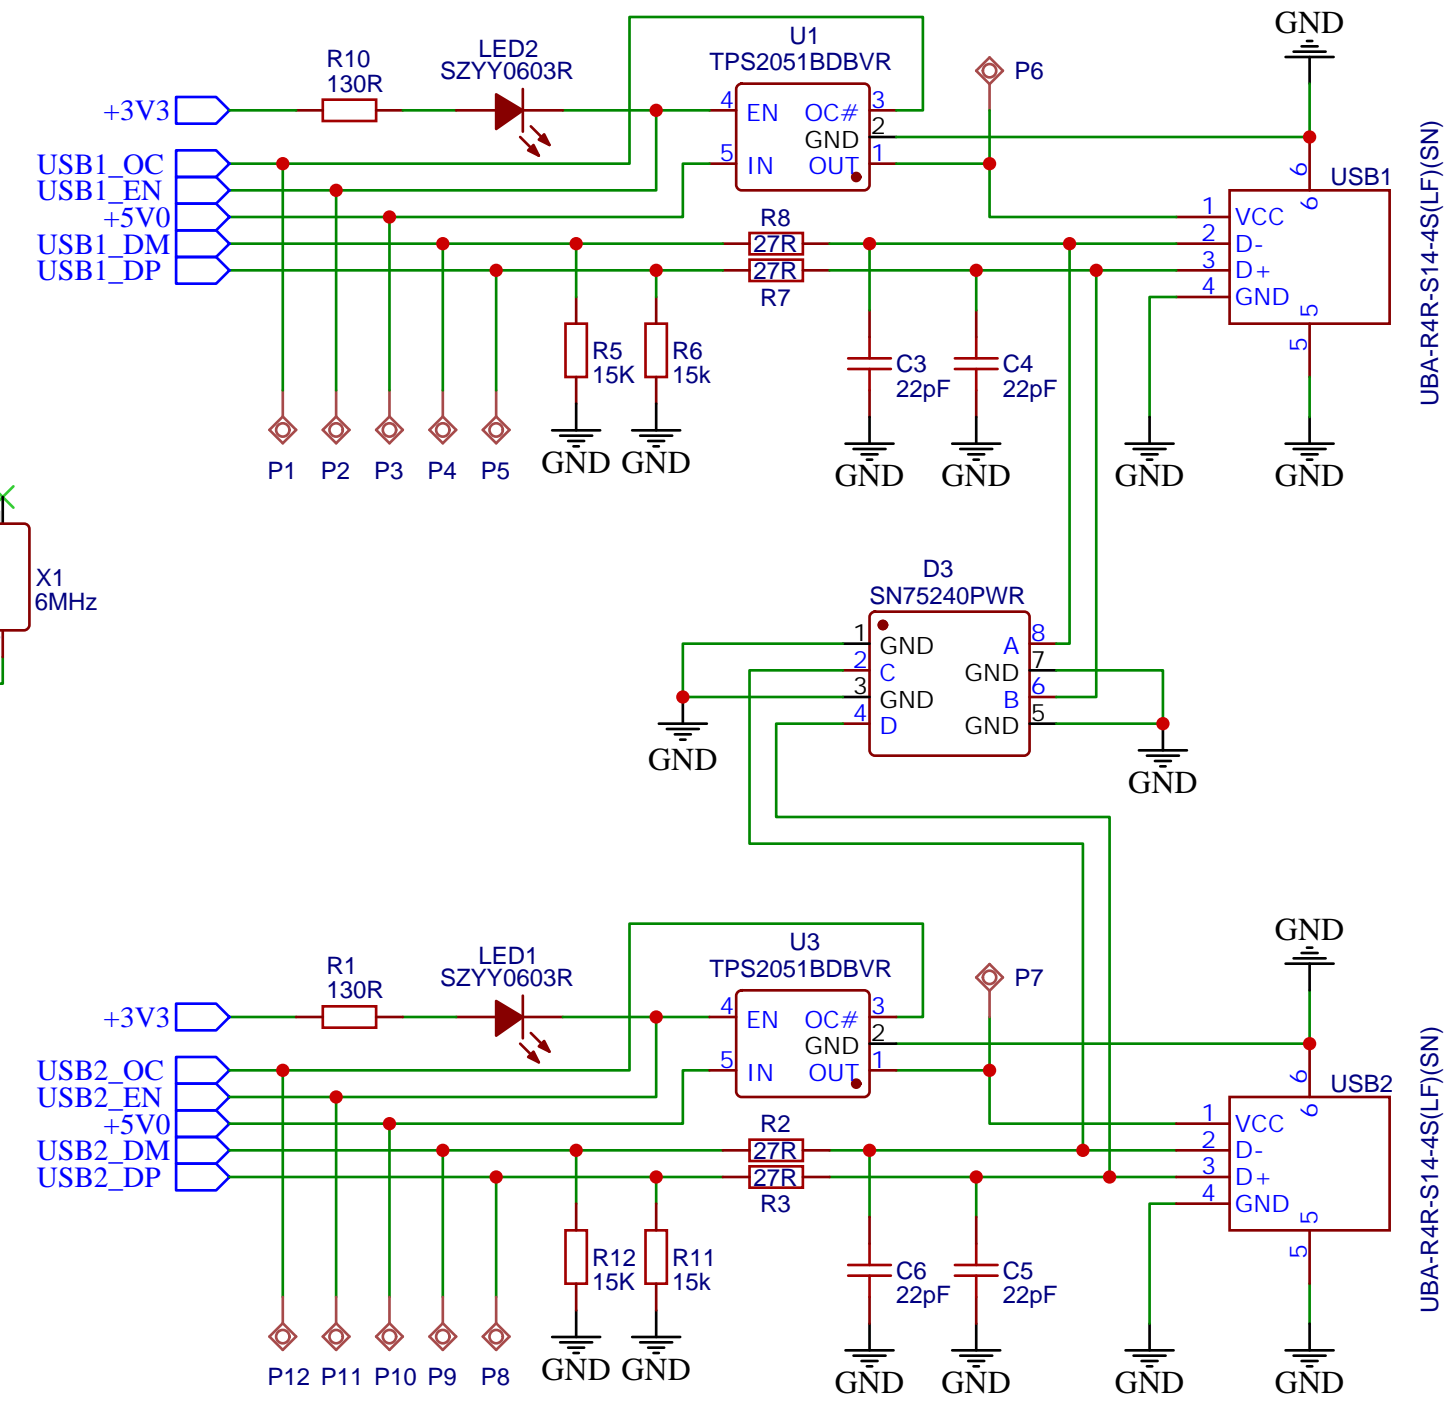 GND
R10
130R
LED2
SZYY0603R
U1
TPS2051BDBVR
P6
+3V3
4 EN OC# 3
GND 2
5 IN OUT 1
USB1_OC
USB1_EN
+5V0
USB1_DM
USB1_DP
R8
27R
27R
R7
6
6
USB1
1 VCC
2 D-
3 D+
4 GND
5
5
UBA-R4R-S14-4S(LF)(SN)
R5
15K
R6
15k
C3
22pF
C4
22pF
P1 P2 P3 P4 P5
GND GND
GND GND GND GND
X1
6MHz
D3
SN75240PWR
1 GND A 8
2 C GND 7
3 GND B 6
4 D GND 5
GND
GND
GND
R1
130R
LED1
SZYY0603R
U3
TPS2051BDBVR
P7
+3V3
4 EN OC# 3
GND 2
5 IN OUT 1
USB2_OC
USB2_EN
+5V0
USB2_DM
USB2_DP
R2
27R
27R
R3
6
6
USB2
1 VCC
2 D-
3 D+
4 GND
5
5
UBA-R4R-S14-4S(LF)(SN)
R12
15K
R11
15k
C6
22pF
C5
22pF
P12 P11 P10 P9 P8
GND GND
GND GND GND GND